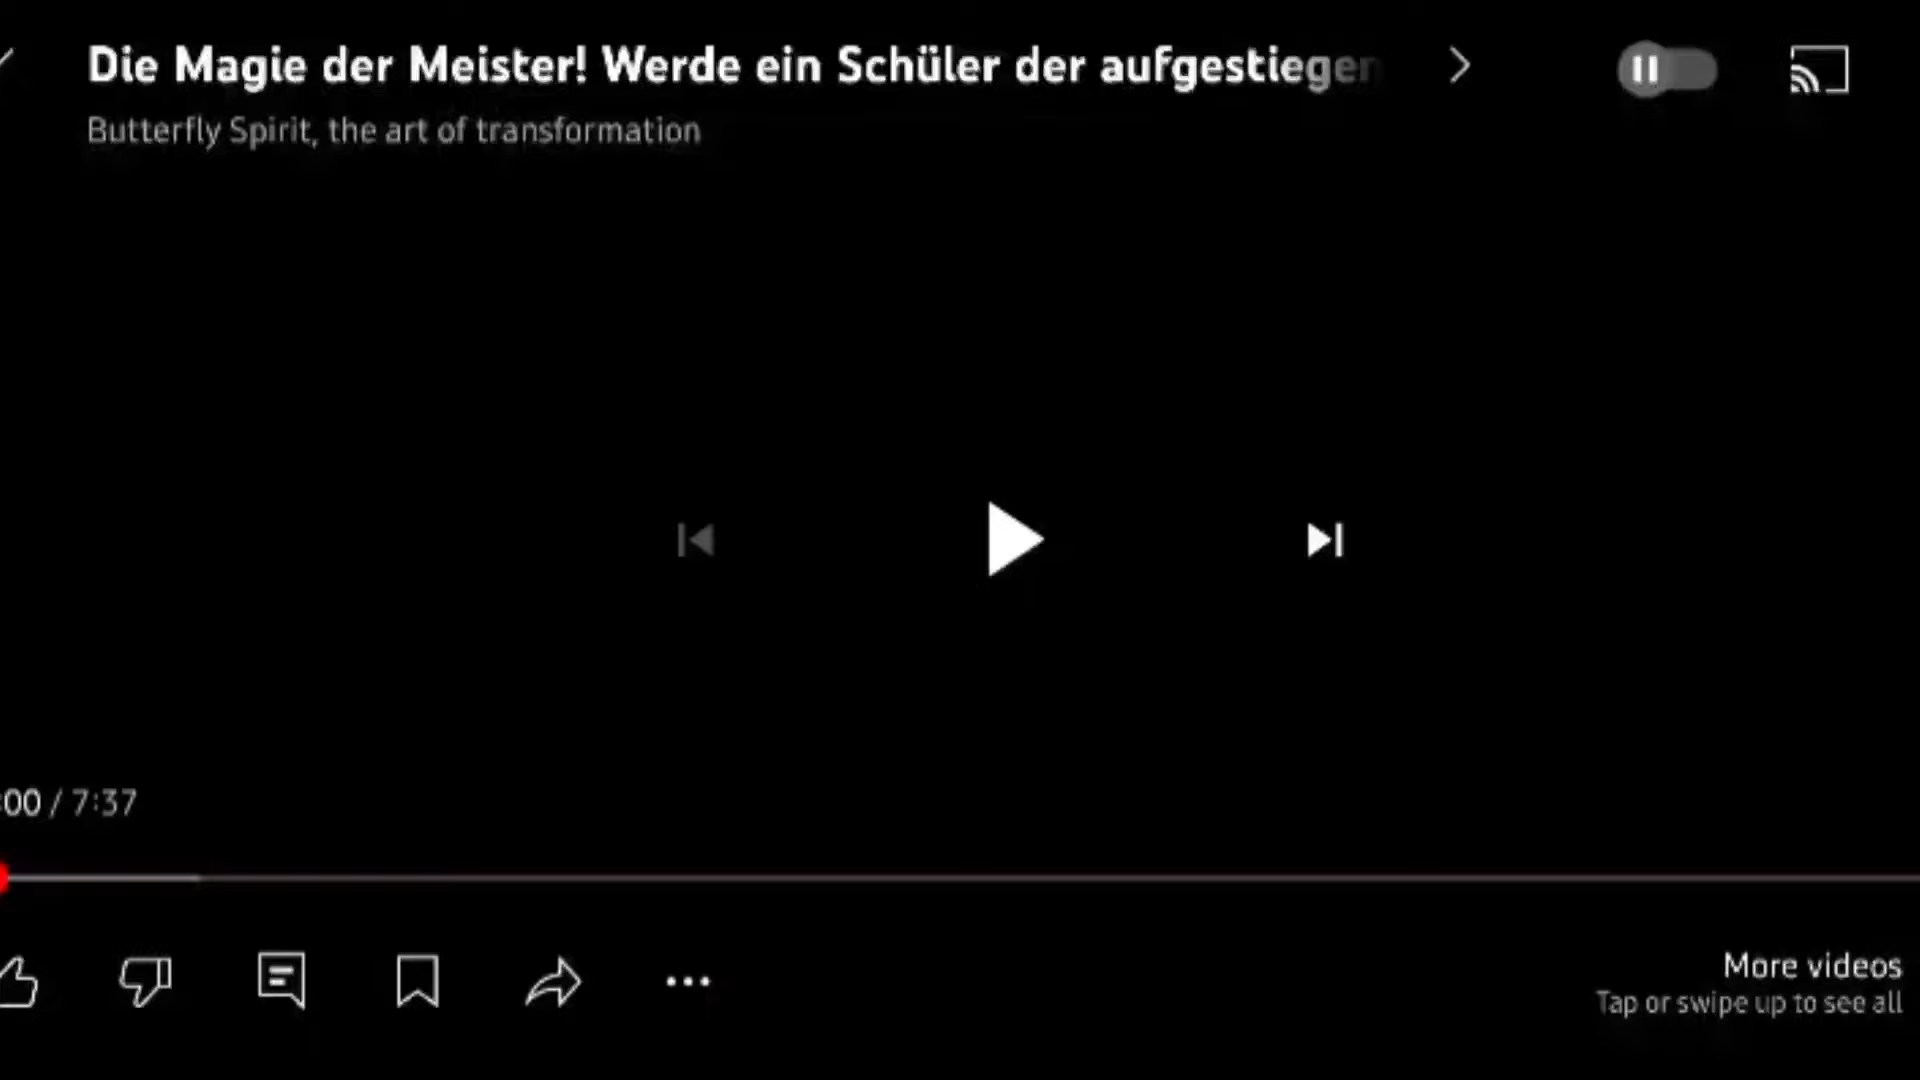 Die Magie der Meister! Werde ein Schüler der aufgestiegen
Butterfly Spirit, the art of transformation
:00 / 7:37
More videos
Tap or swipe up to see all